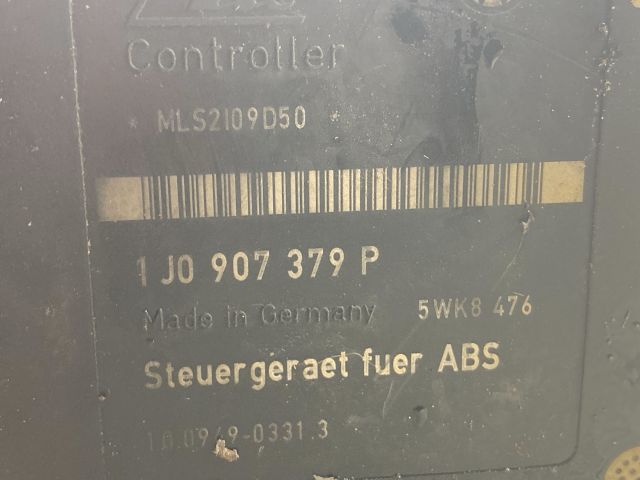 Controller
MLS2109D50
1 J0 907 379 P
Made in Germany 5WK8 476
Steuergeraet fuer ABS
10.0949-0331.3